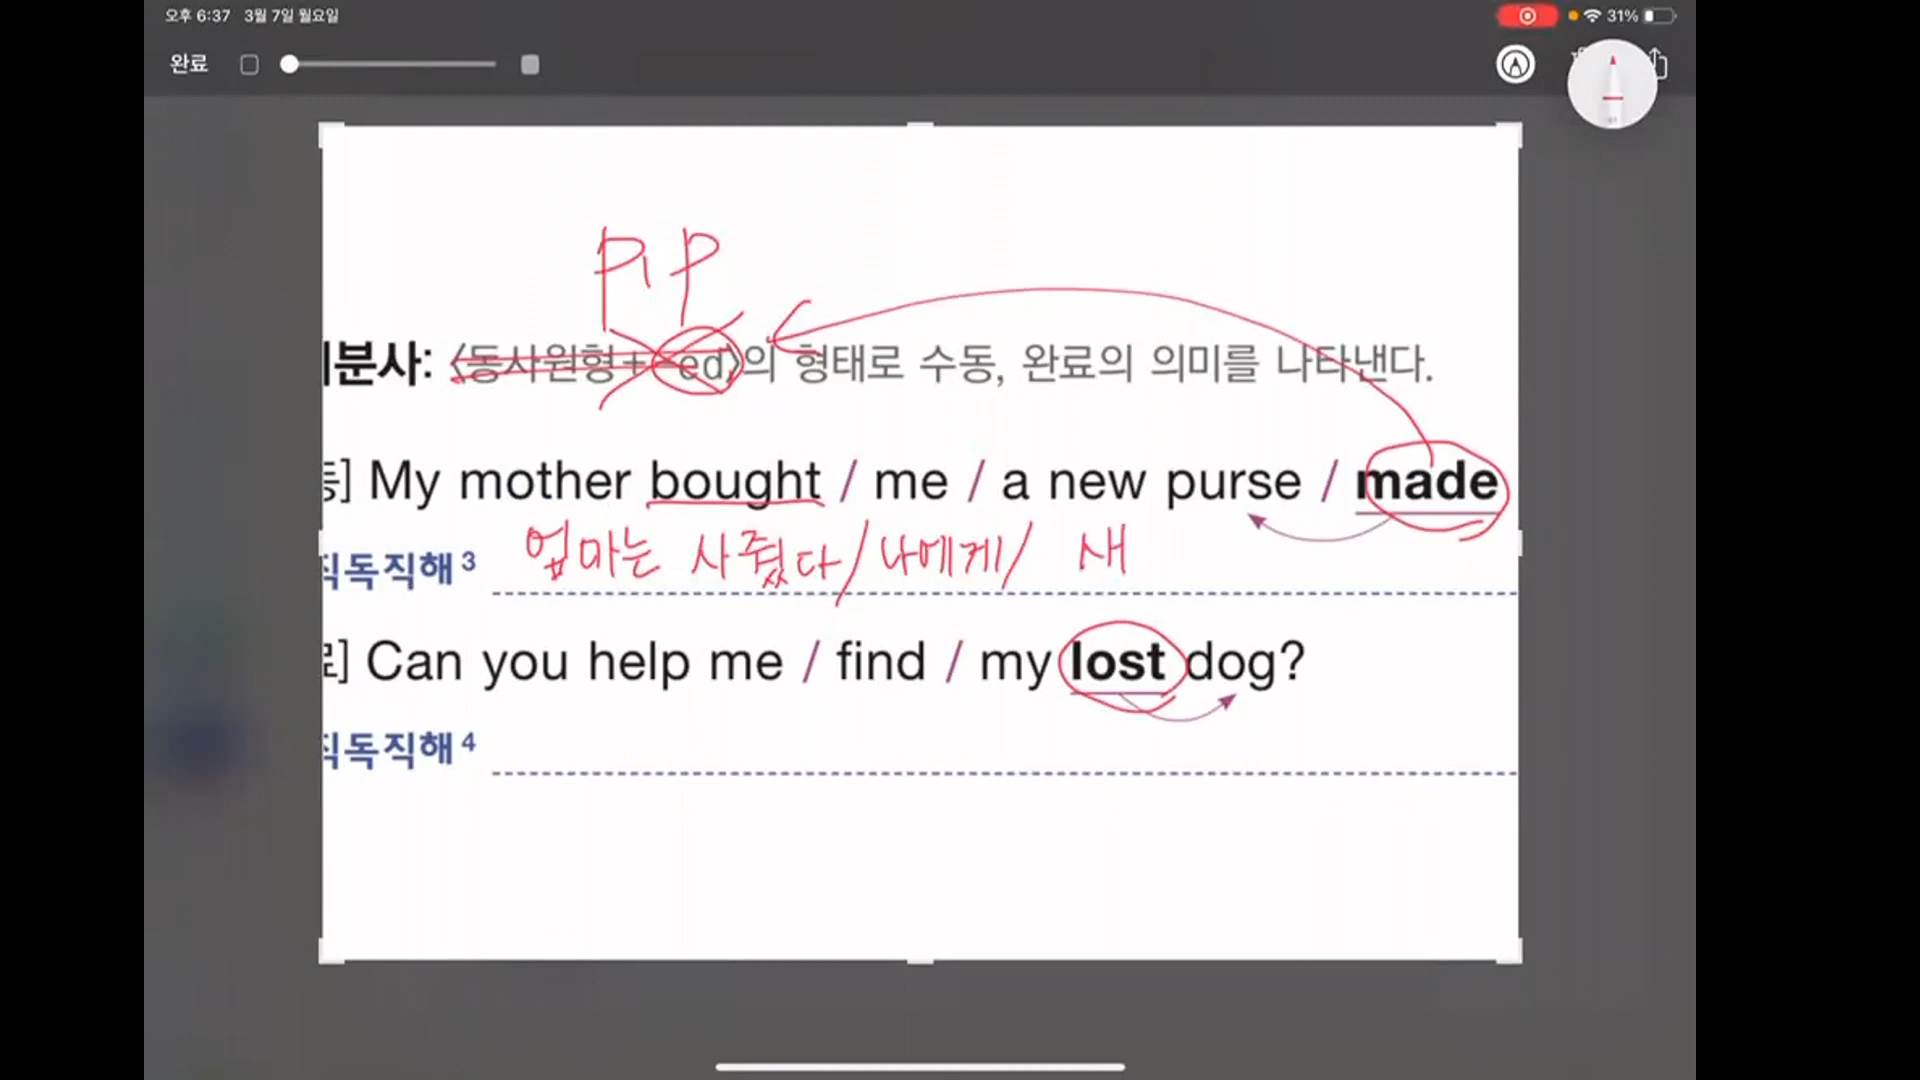 오후 6:37 3월 7일 월요일 31%
완료
p.p
분사: 〈동사원형+-ed〉의 형태로 수동, 완료의 의미를 나타낸다.
] My mother bought / me / a new purse / made
직독직해 3 엄마는 사줬다 / 나에게 / 새
] Can you help me / find / my lost dog?
직독직해 4